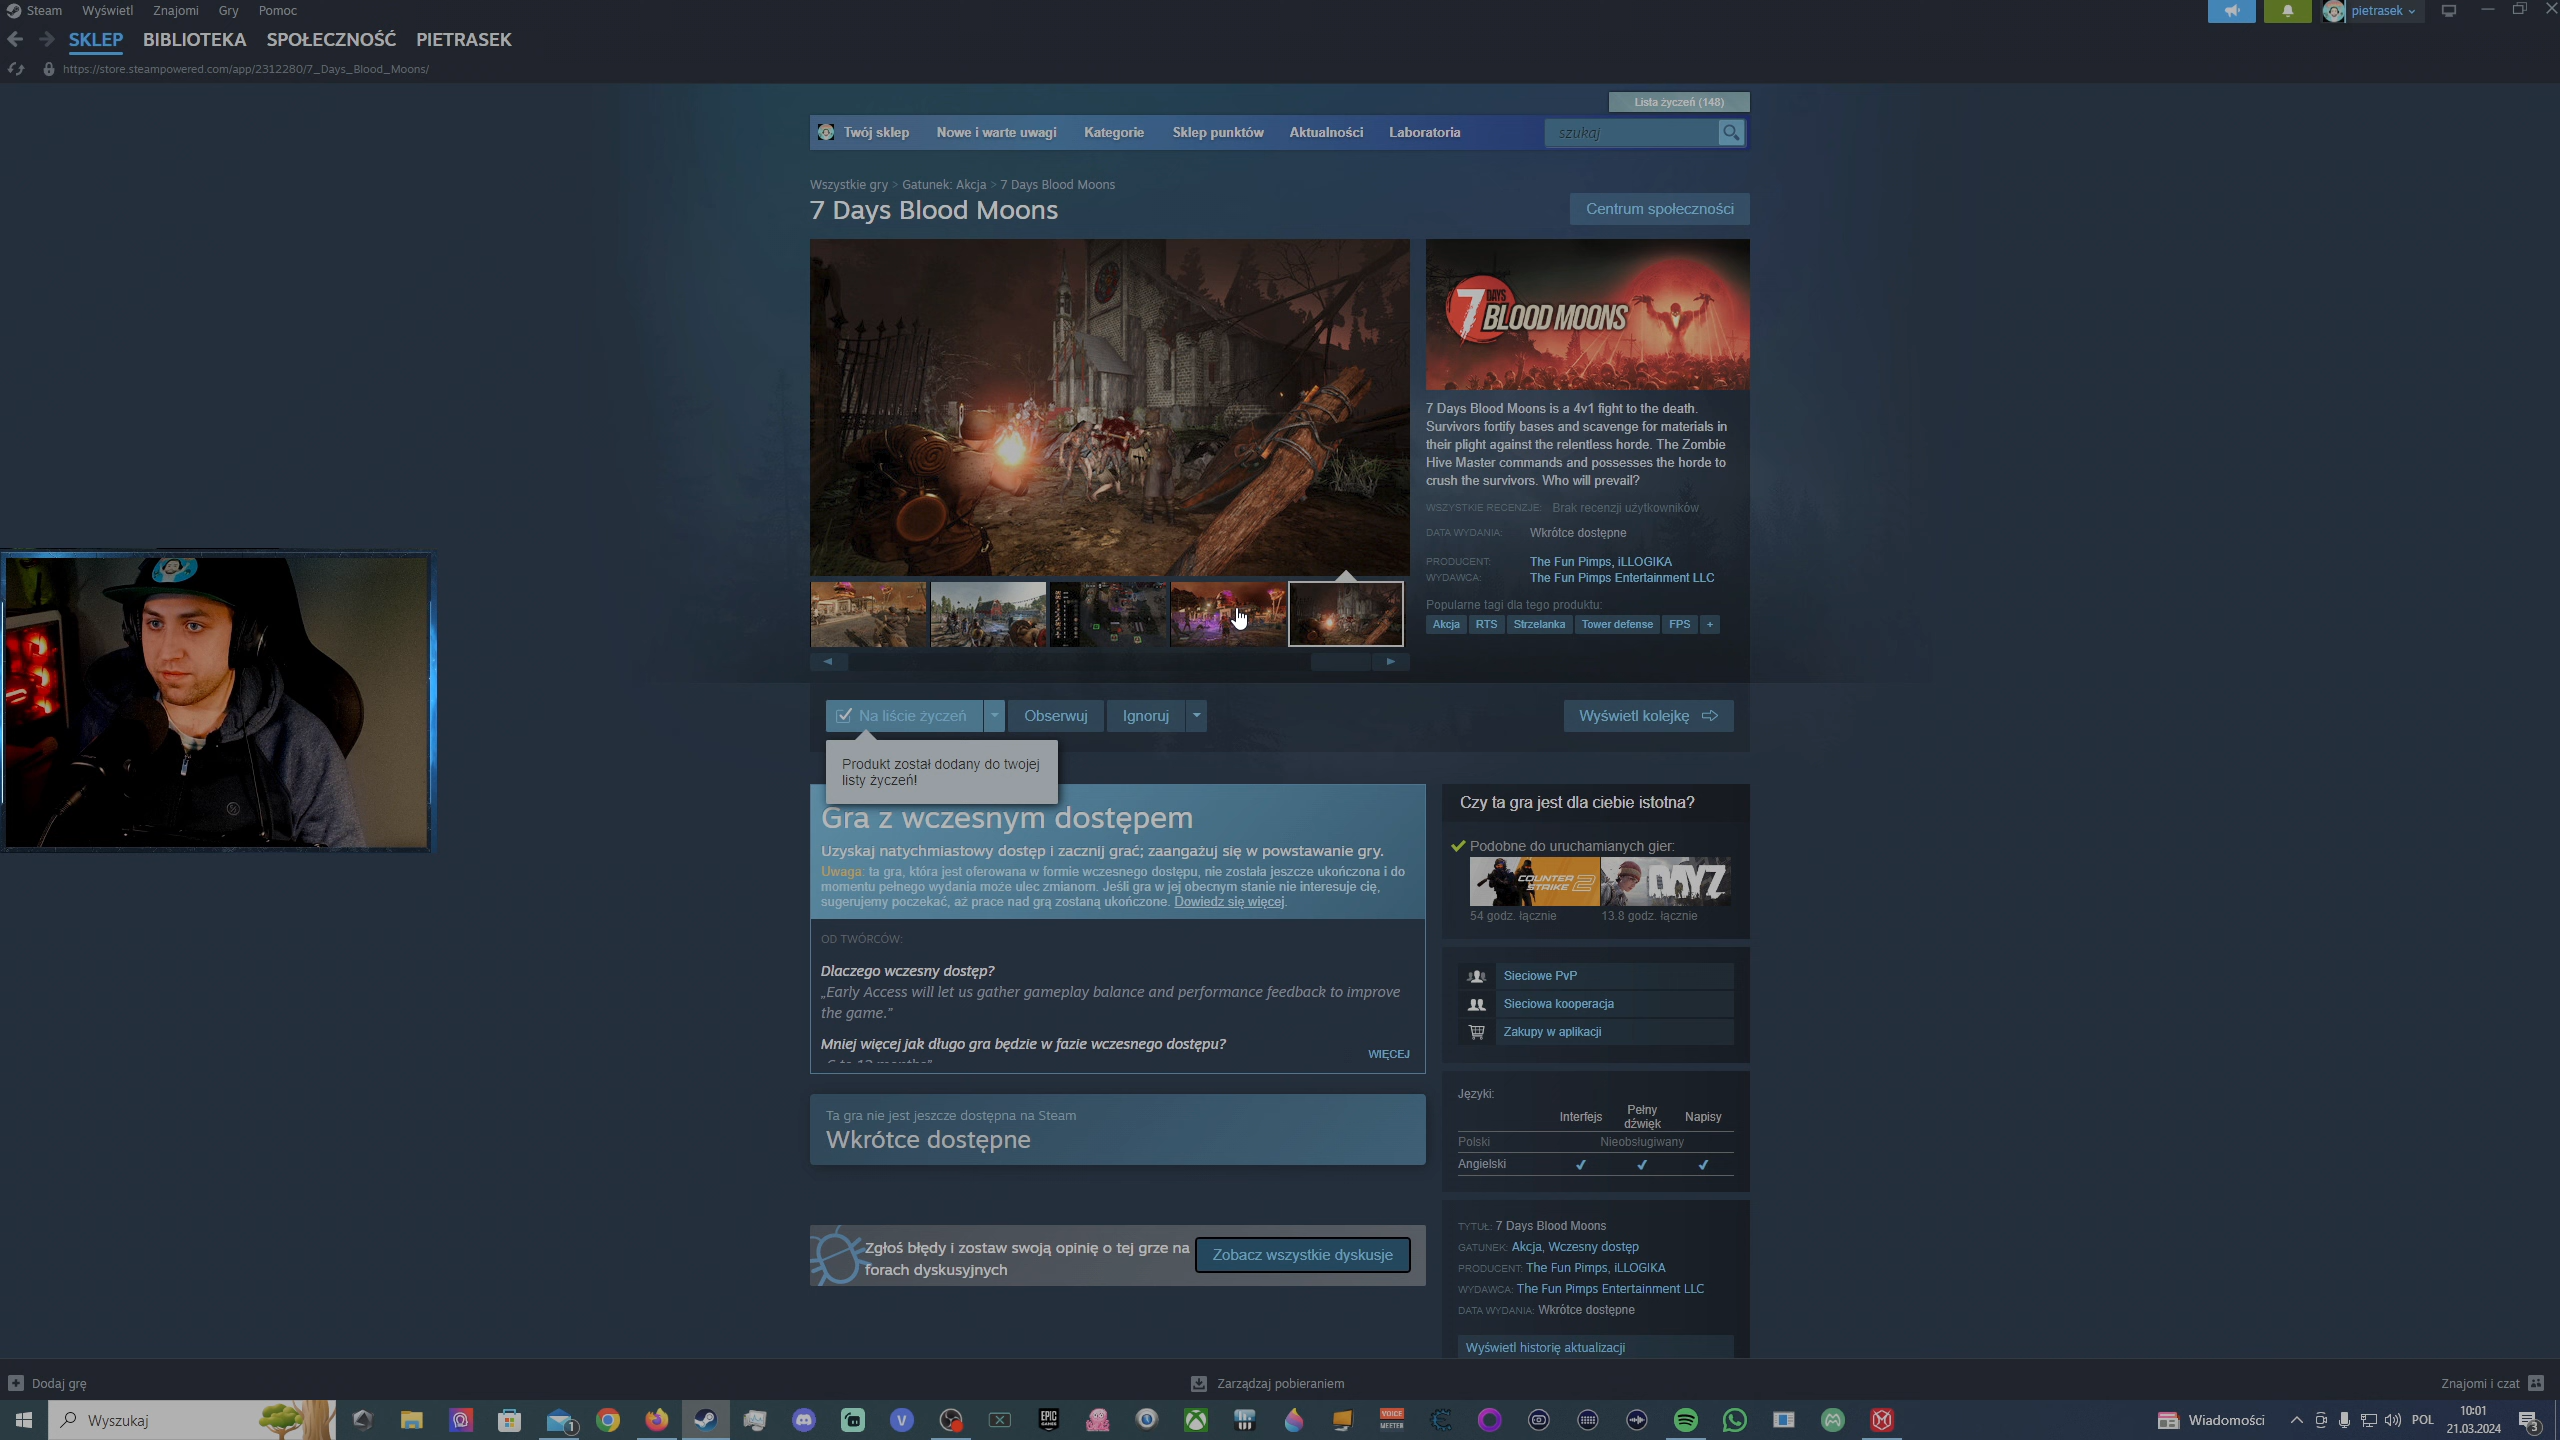 Steam Wyświetl Znajomi Gry Pomoc
pietrasek
SKLEP BIBLIOTEKA SPOŁECZNOŚĆ PIETRASEK
https://store.steampowered.com/app/2312280/7_Days_Blood_Moons/
Lista życzeń (148)
Twój sklep Nowe i warte uwagi Kategorie Sklep punktów Aktualności Laboratoria szukaj
Wszystkie gry > Gatunek: Akcja > 7 Days Blood Moons
7 Days Blood Moons
Centrum społeczności
7 DAYS BLOOD MOONS
7 Days Blood Moons is a 4v1 fight to the death.
Survivors fortify bases and scavenge for materials in
their plight against the relentless horde. The Zombie
Hive Master commands and possesses the horde to
crush the survivors. Who will prevail?
WSZYSTKIE RECENZJE: Brak recenzji użytkowników
DATA WYDANIA: Wkrótce dostępne
PRODUCENT: The Fun Pimps, iLLOGIKA
WYDAWCA: The Fun Pimps Entertainment LLC
Popularne tagi dla tego produktu:
Akcja RTS Strzelanka Tower defense FPS +
Na liście życzeń Obserwuj Ignoruj Wyświetl kolejkę
Produkt został dodany do twojej
listy życzeń!
Gra z wczesnym dostępem
Uzyskaj natychmiastowy dostęp i zacznij grać; zaangażuj się w powstawanie gry.
Uwaga: ta gra, która jest oferowana w formie wczesnego dostępu, nie została jeszcze ukończona i do
momentu pełnego wydania może ulec zmianom. Jeśli gra w jej obecnym stanie nie interesuje cię,
sugerujemy poczekać, aż prace nad grą zostaną ukończone. Dowiedz się więcej.
OD TWÓRCÓW:
Dlaczego wczesny dostęp?
„Early Access will let us gather gameplay balance and performance feedback to improve
the game.”
Mniej więcej jak długo gra będzie w fazie wczesnego dostępu?
WIĘCEJ
Ta gra nie jest jeszcze dostępna na Steam
Wkrótce dostępne
Zgłoś błędy i zostaw swoją opinię o tej grze na
forach dyskusyjnych
Zobacz wszystkie dyskusje
Czy ta gra jest dla ciebie istotna?
Podobne do uruchamianych gier:
COUNTER STRIKE 2 DAYZ
54 godz. łącznie 13.8 godz. łącznie
Sieciowe PvP
Sieciowa kooperacja
Zakupy w aplikacji
Języki:
Interfejs Pełny dźwięk Napisy
Polski Nieobsługiwany
Angielski ✔ ✔ ✔
TYTUŁ: 7 Days Blood Moons
GATUNEK: Akcja, Wczesny dostęp
PRODUCENT: The Fun Pimps, iLLOGIKA
WYDAWCA: The Fun Pimps Entertainment LLC
DATA WYDANIA: Wkrótce dostępne
Wyświetl historię aktualizacji
Dodaj grę Zarządzaj pobieraniem Znajomi i czat
Wyszukaj 1 EPIC GAMES VOICE MEETER Wiadomości POL 10:01 3
21.03.2024